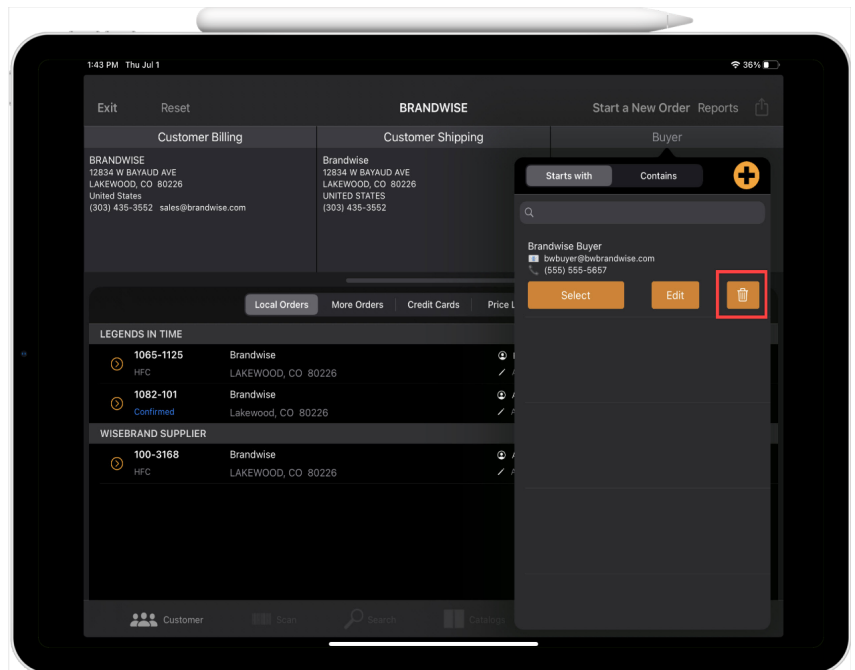 1:43 PM Thu Jul 1
36%
Exit Reset BRANDWISE Start a New Order Reports
Customer Billing Customer Shipping Buyer
BRANDWISE
12834 W BAYAUD AVE
LAKEWOOD, CO 80226
United States
(303) 435-3552 sales@brandwise.com
Brandwise
12834 W BAYAUD AVE
LAKEWOOD, CO 80226
UNITED STATES
(303) 435-3552
Starts with Contains
Brandwise Buyer
bwbuyer@bwbrandwise.com
(555) 555-5657
Select Edit
Local Orders More Orders Credit Cards Price L
LEGENDS IN TIME
1065-1125 Brandwise
HFC LAKEWOOD, CO 80226
1082-101 Brandwise
Confirmed Lakewood, CO 80226
WISEBRAND SUPPLIER
100-3168 Brandwise
HFC LAKEWOOD, CO 80226
Customer Scan Search Catalogs